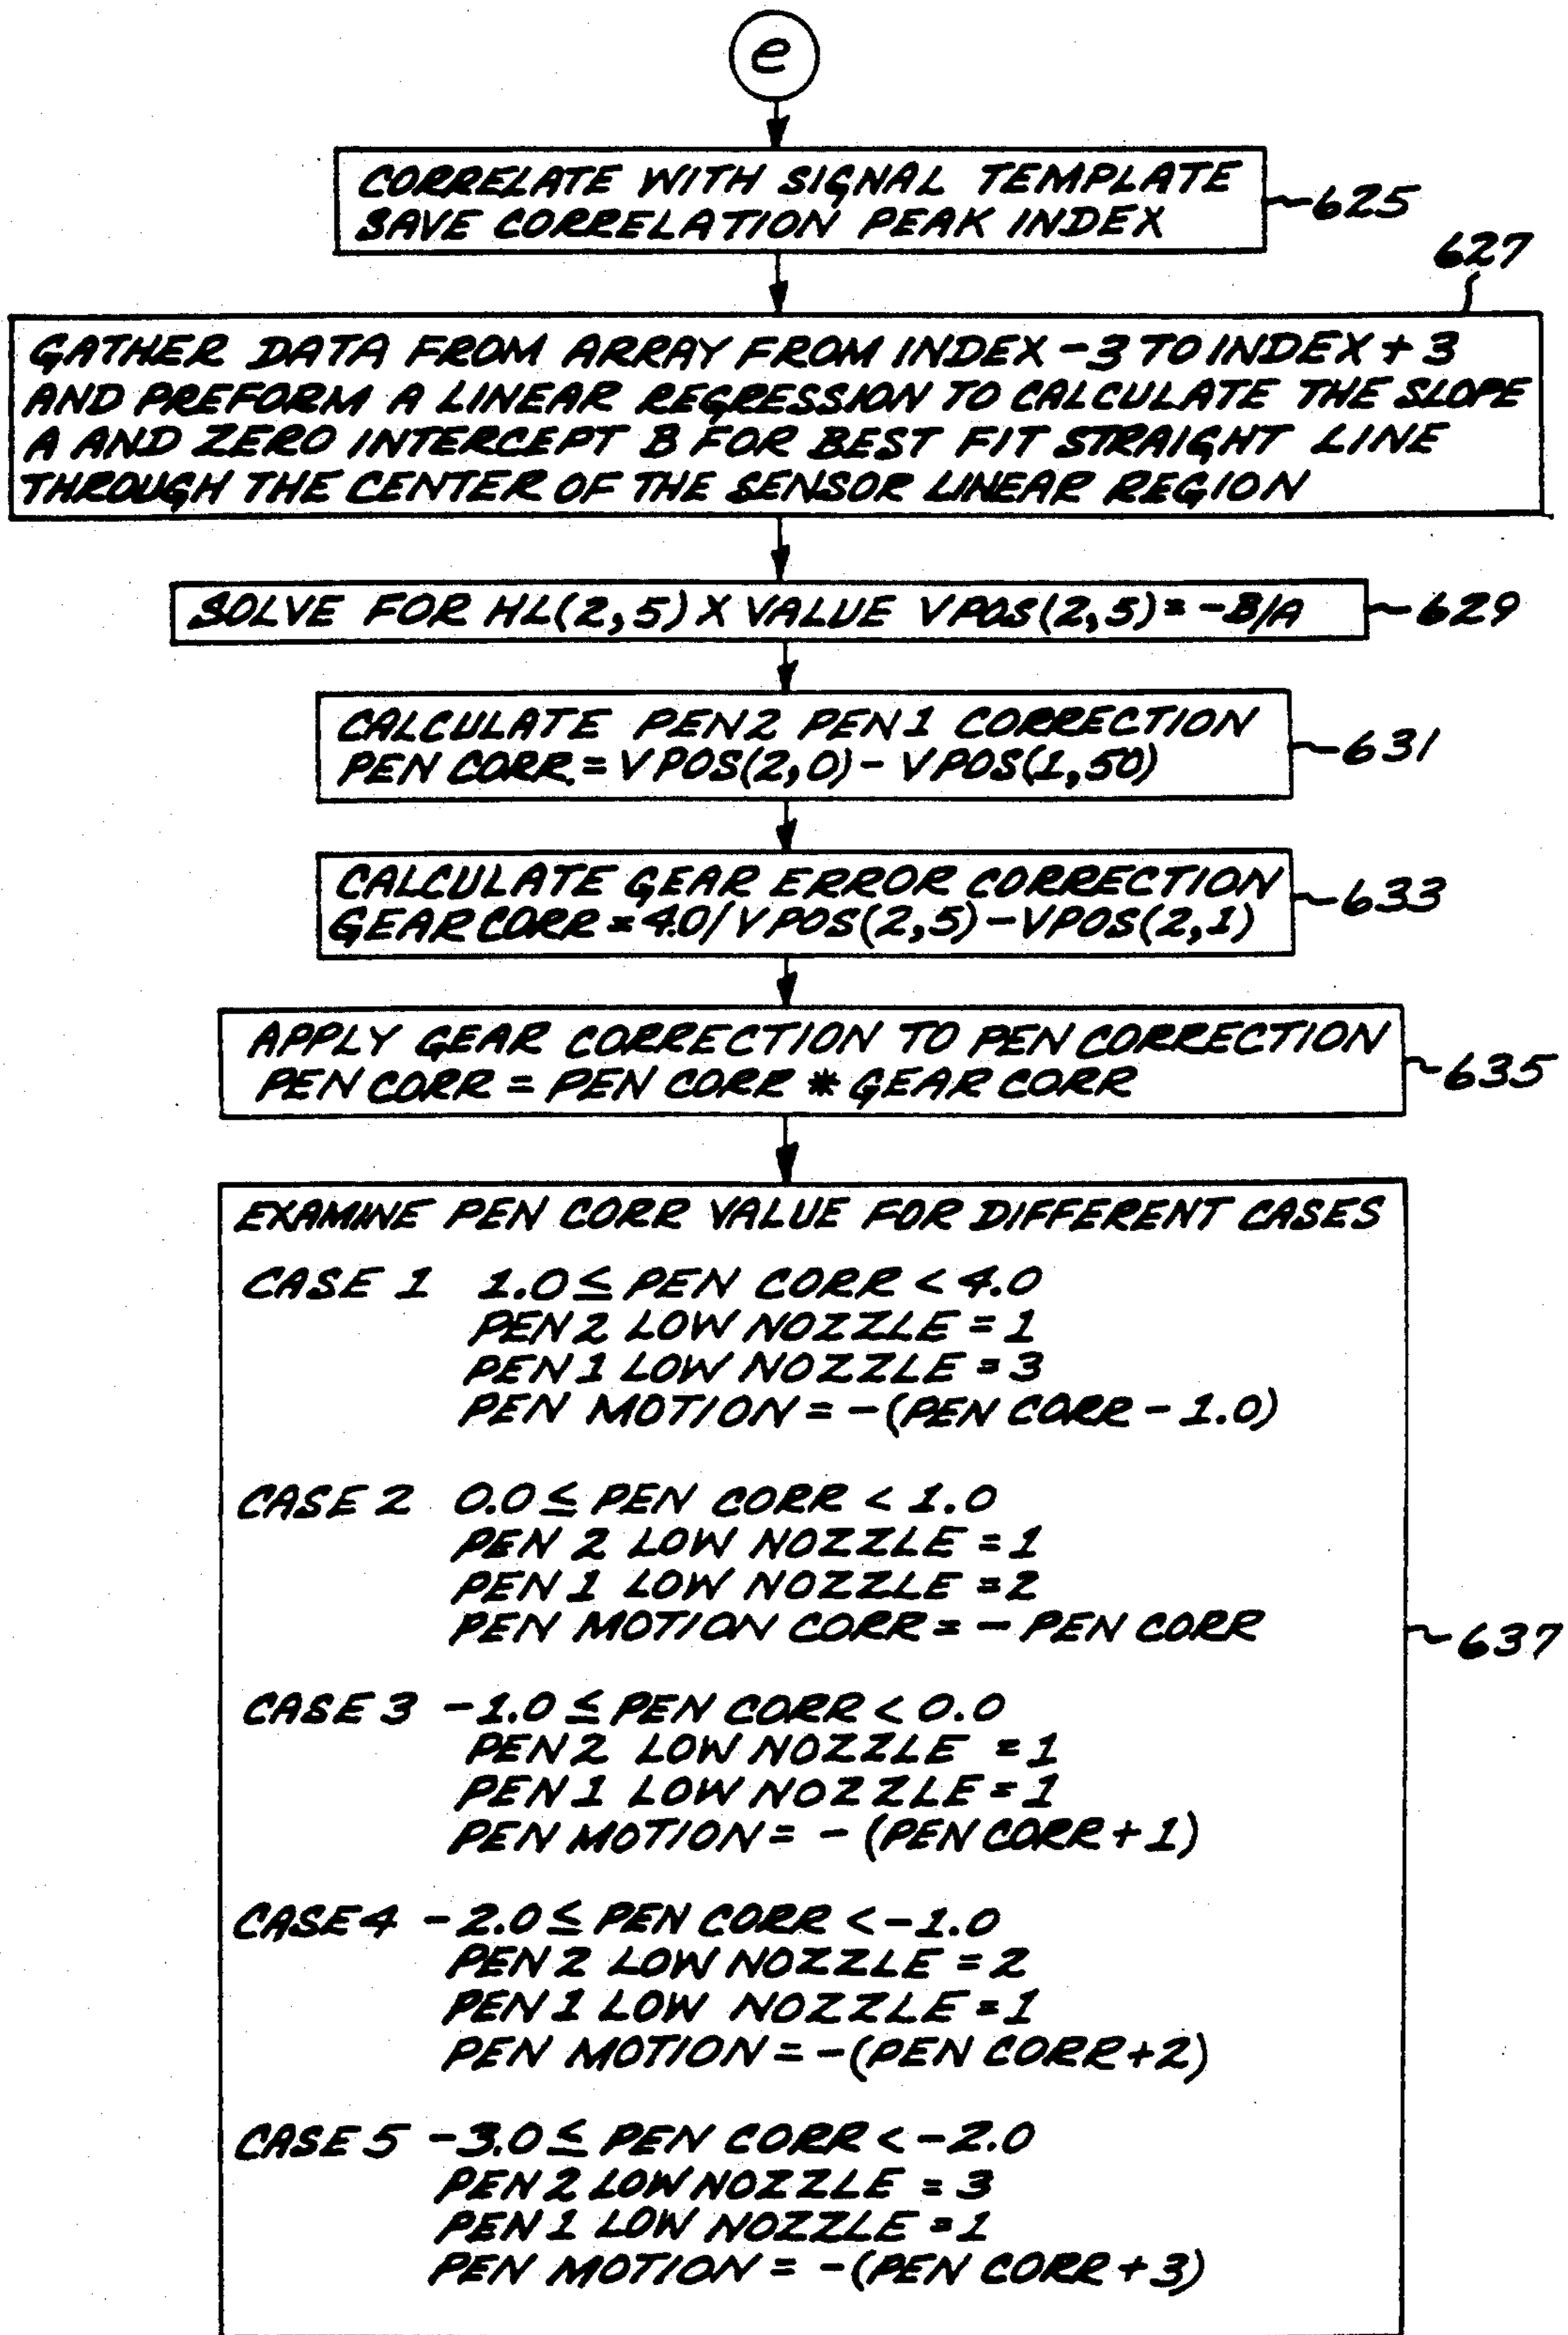 e
CORRELATE WITH SIGNAL TEMPLATE
SAVE CORRELATION PEAK INDEX
625
627
GATHER DATA FROM ARRAY FROM INDEX -3 TO INDEX + 3
AND PREFORM A LINEAR REGRESSION TO CALCULATE THE SLOPE
A AND ZERO INTERCEPT B FOR BEST FIT STRAIGHT LINE
THROUGH THE CENTER OF THE SENSOR LINEAR REGION
SOLVE FOR HL(2,5) X VALUE VPOS(2,5) = -B/A
629
CALCULATE PEN2 PEN1 CORRECTION
PEN CORR. = VPOS(2,0) - VPOS(1,50)
631
CALCULATE GEAR ERROR CORRECTION
GEAR CORR = 4.0/VPOS(2,5) - VPOS(2,1)
633
APPLY GEAR CORRECTION TO PEN CORRECTION
PEN CORR = PEN CORR * GEAR CORR
635
EXAMINE PEN CORR VALUE FOR DIFFERENT CASES
CASE 1 1.0 ≤ PEN CORR < 4.0
PEN 2 LOW NOZZLE = 1
PEN 1 LOW NOZZLE = 3
PEN MOTION = -(PEN CORR - 1.0)
CASE 2 0.0 ≤ PEN CORR < 1.0
PEN 2 LOW NOZZLE = 1
PEN 1 LOW NOZZLE = 2
PEN MOTION CORR = - PEN CORR
637
CASE 3 -1.0 ≤ PEN CORR < 0.0
PEN 2 LOW NOZZLE = 1
PEN 1 LOW NOZZLE = 1
PEN MOTION = - (PEN CORR + 1)
CASE 4 -2.0 ≤ PEN CORR < -1.0
PEN 2 LOW NOZZLE = 2
PEN 1 LOW NOZZLE = 1
PEN MOTION = -(PEN CORR + 2)
CASE 5 -3.0 ≤ PEN CORR < -2.0
PEN 2 LOW NOZZLE = 3
PEN 1 LOW NOZZLE = 1
PEN MOTION = -(PEN CORR + 3)